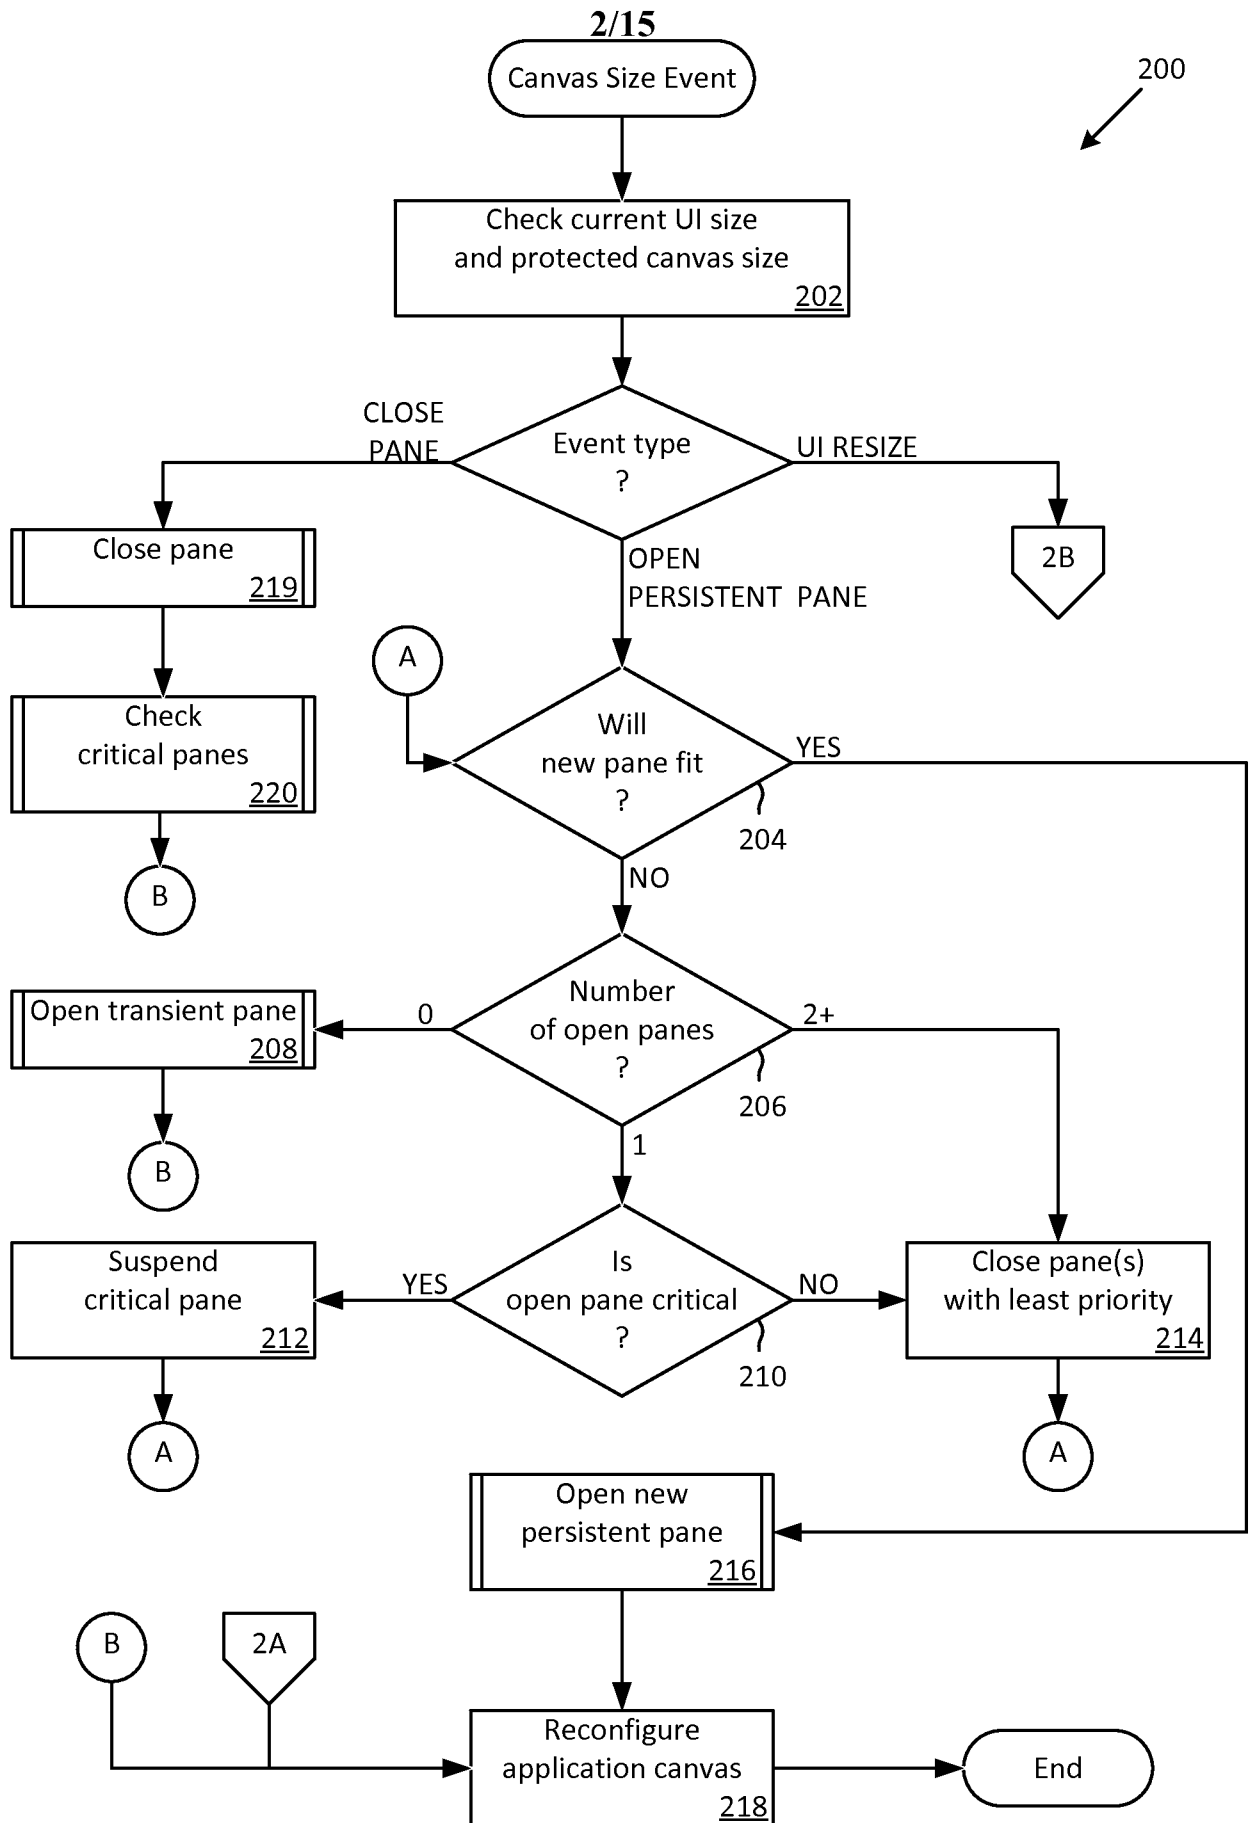 2/15
Canvas Size Event
200
Check current UI size
and protected canvas size
202
CLOSE
PANE
Event type
?
UI RESIZE
Close pane
219
OPEN
PERSISTENT PANE
2B
A
Check
critical panes
220
Will
new pane fit
?
YES
204
B
NO
Open transient pane
208
0
Number
of open panes
?
2+
206
B
1
Suspend
critical pane
212
YES
Is
open pane critical
?
NO
210
Close pane(s)
with least priority
214
A
A
Open new
persistent pane
216
B
2A
Reconfigure
application canvas
218
End